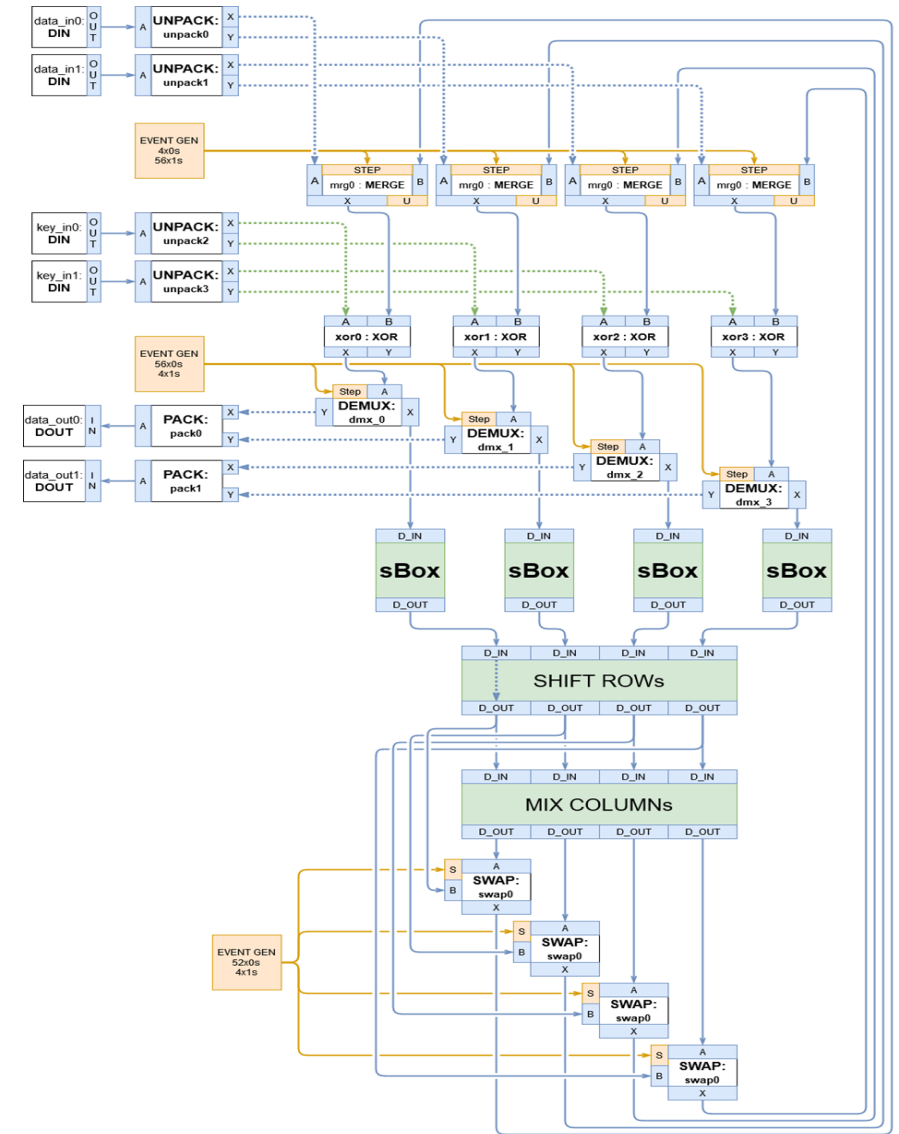 data_in0:
DIN
OUT
A
UNPACK:
unpack0
X
Y
data_in1:
DIN
OUT
A
UNPACK:
unpack1
X
Y
EVENT GEN
4x0s
56x1s
A
STEP
mrg0 : MERGE
B
X
U
A
STEP
mrg0 : MERGE
B
X
U
A
STEP
mrg0 : MERGE
B
X
U
A
STEP
mrg0 : MERGE
B
X
U
key_in0:
DIN
OUT
A
UNPACK:
unpack2
X
Y
key_in1:
DIN
OUT
A
UNPACK:
unpack3
X
Y
A B
xor0 : XOR
X Y
A B
xor1 : XOR
X Y
A B
xor2 : XOR
X Y
A B
xor3 : XOR
X Y
EVENT GEN
56x0s
4x1s
Step A
Y
DEMUX:
dmx_0
X
Step A
Y
DEMUX:
dmx_1
X
Step A
Y
DEMUX:
dmx_2
X
Step A
Y
DEMUX:
dmx_3
X
data_out0:
DOUT
IN
A
PACK:
pack0
X
Y
data_out1:
DOUT
IN
A
PACK:
pack1
X
Y
D_IN
sBox
D_OUT
D_IN
sBox
D_OUT
D_IN
sBox
D_OUT
D_IN
sBox
D_OUT
D_IN D_IN D_IN D_IN
SHIFT ROWs
D_OUT D_OUT D_OUT D_OUT
D_IN D_IN D_IN D_IN
MIX COLUMNs
D_OUT D_OUT D_OUT D_OUT
S
B
A
SWAP:
swap0
X
S
B
A
SWAP:
swap0
X
EVENT GEN
52x0s
4x1s
S
B
A
SWAP:
swap0
X
S
B
A
SWAP:
swap0
X